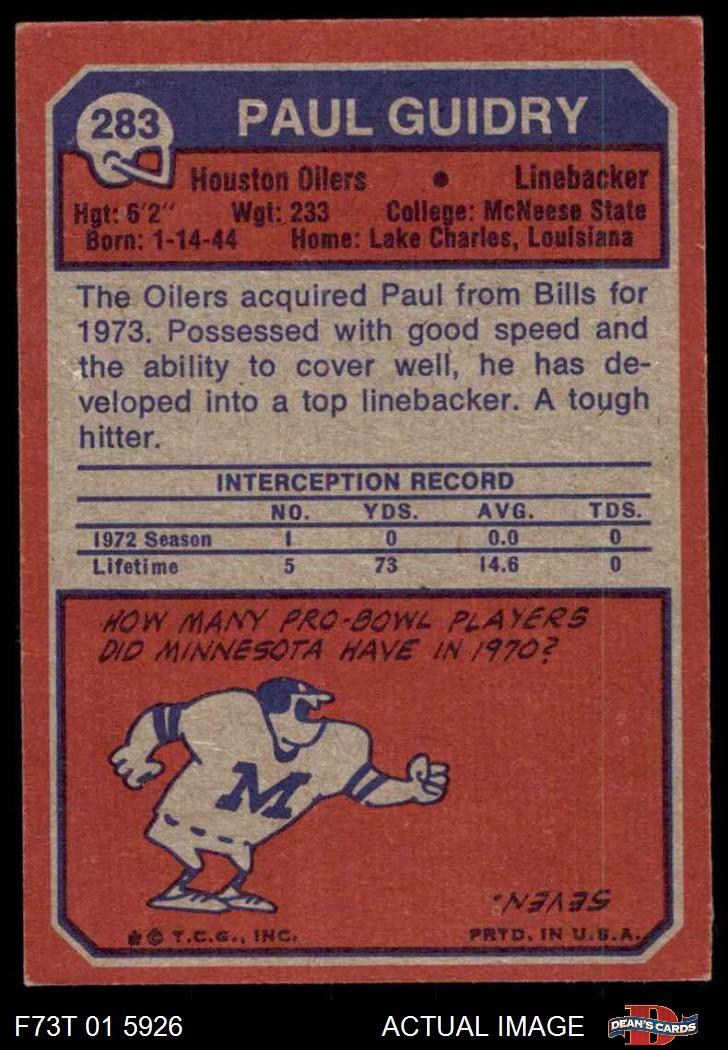 283
PAUL GUIDRY
Houston Oilers • Linebacker
Hgt: 6'2" Wgt: 233 College: McNeese State
Born: 1-14-44 Home: Lake Charles, Louisiana
The Oilers acquired Paul from Bills for
1973. Possessed with good speed and
the ability to cover well, he has de-
veloped into a top linebacker. A tough
hitter.
INTERCEPTION RECORD
NO. YDS. AVG. TDS.
1972 Season 1 0 0.0 0
Lifetime 5 73 14.6 0
HOW MANY PRO-BOWL PLAYERS
DID MINNESOTA HAVE IN 1970?
M
SEVEN.
© T.C.G., INC. PRTD. IN U.S.A.
F73T 01 5926 ACTUAL IMAGE D DEAN'S CARDS